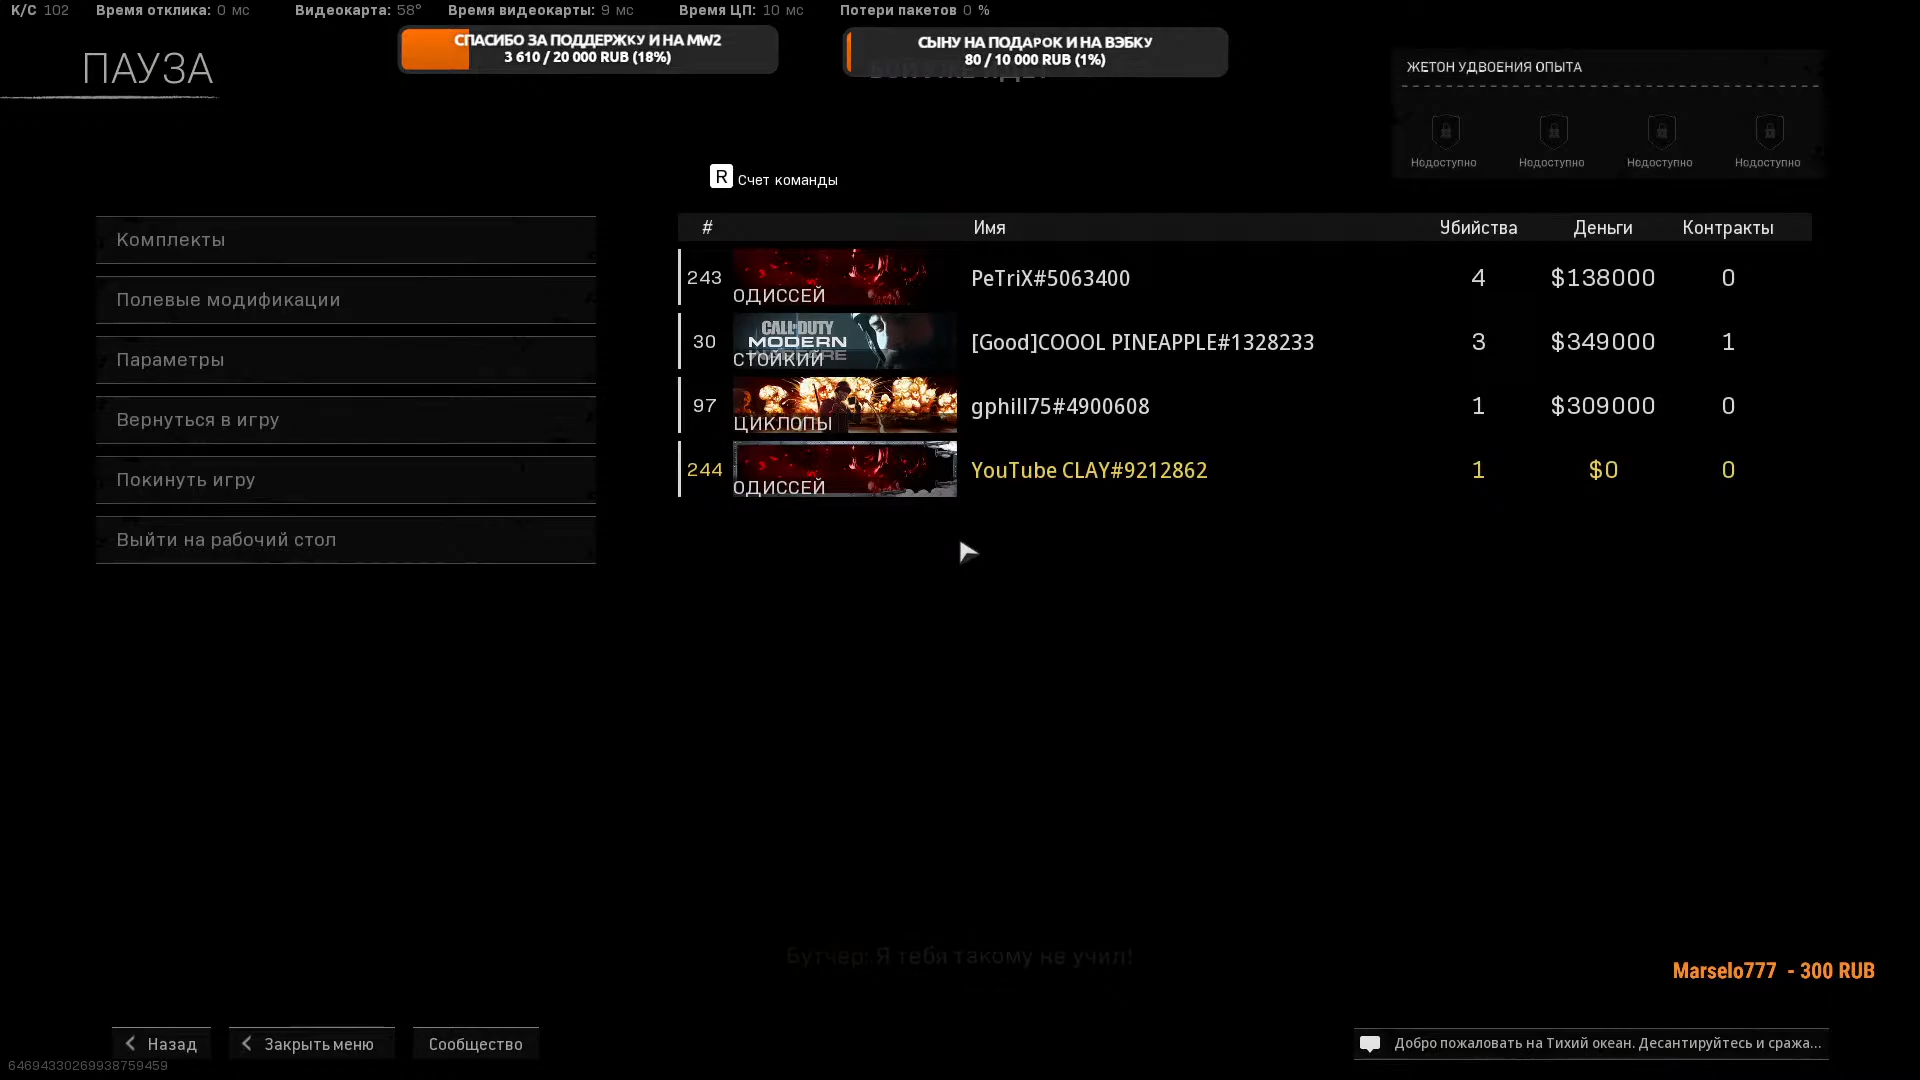 К/С 102 Время отклика: 0 мс Видеокарта: 58° Время видеокарты: 9 мс Время ЦП: 10 мс Потери пакетов 0 %
СПАСИБО ЗА ПОДДЕРЖКУ И НА MW2
3 610 / 20 000 RUB (18%)
СЫНУ НА ПОДАРОК И НА ВЭБКУ
80 / 10 000 RUB (1%)
БОЙ УЖЕ ИДЕТ
ПАУЗА
ЖЕТОН УДВОЕНИЯ ОПЫТА
Недоступно Недоступно Недоступно Недоступно
R Счет команды
Комплекты
Полевые модификации
Параметры
Вернуться в игру
Покинуть игру
Выйти на рабочий стол
# Имя Убийства Деньги Контракты
243 ОДИССЕЙ PeTriX#5063400 4 $138000 0
CALL OF DUTY
MODERN
WARFARE
30 СТОЙКИЙ [Good]COOOL PINEAPPLE#1328233 3 $349000 1
97 ЦИКЛОПЫ gphill75#4900608 1 $309000 0
244 ОДИССЕЙ YouTube CLAY#9212862 1 $0 0
Бутчер: Я тебя такому не учил!
Marselo777 - 300 RUB
Назад Закрыть меню Сообщество
Добро пожаловать на Тихий океан. Десантируйтесь и сража...
64694330269938759459